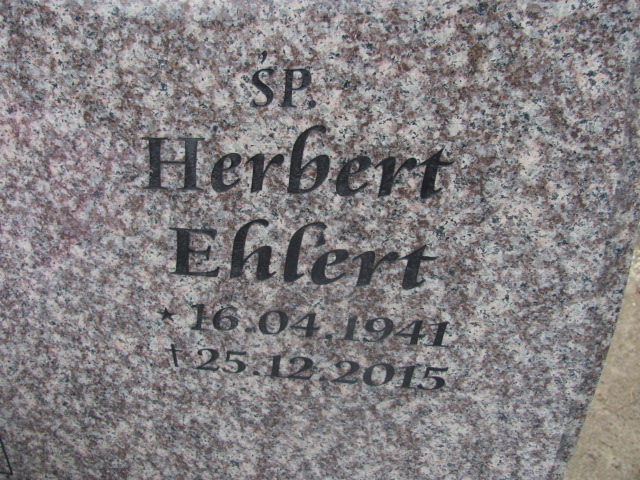 ŚP.
Herbert
Ehlert
* 16.04.1941
† 25.12.2015